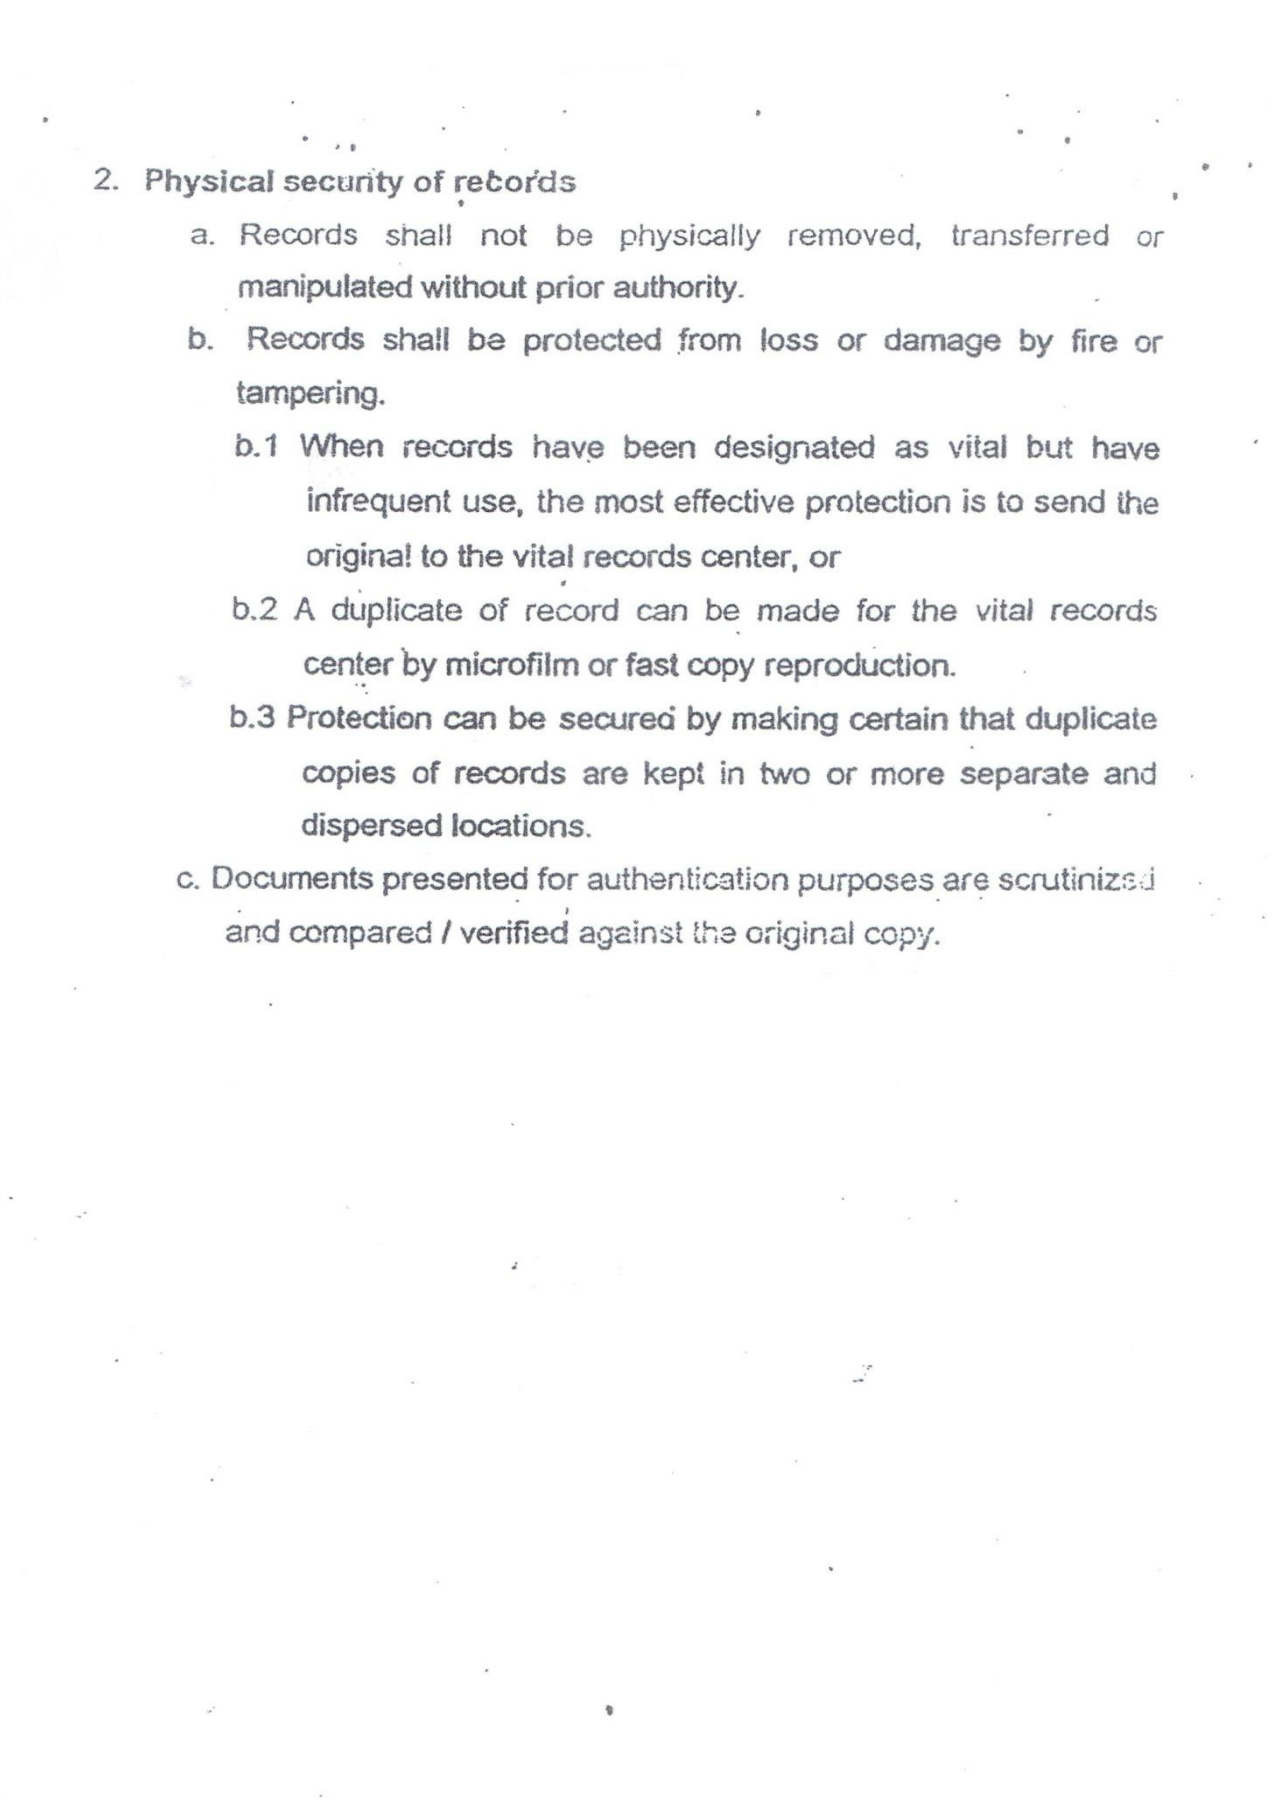 2. Physical security of records
a. Records shall not be physically removed, transferred or
manipulated without prior authority.
b. Records shall be protected from loss or damage by fire or
tampering.
b.1 When records have been designated as vital but have
infrequent use, the most effective protection is to send the
original to the vital records center, or
b.2 A duplicate of record can be made for the vital records
center by microfilm or fast copy reproduction.
b.3 Protection can be secured by making certain that duplicate
copies of records are kept in two or more separate and
dispersed locations.
c. Documents presented for authentication purposes are scrutinized
and compared / verified against the original copy.